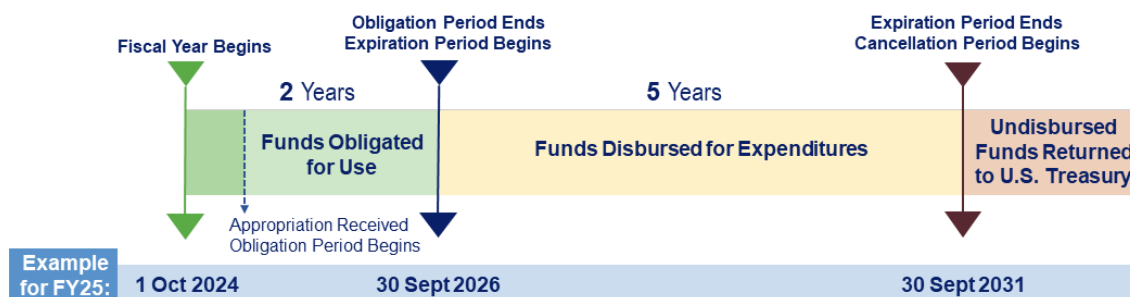 Fiscal Year Begins
Obligation Period Ends
Expiration Period Begins
Expiration Period Ends
Cancellation Period Begins
2 Years
5 Years
Funds Obligated
for Use
Funds Disbursed for Expenditures
Undisbursed
Funds Returned
to U.S. Treasury
Appropriation Received
Obligation Period Begins
Example
for FY25:
1 Oct 2024
30 Sept 2026
30 Sept 2031